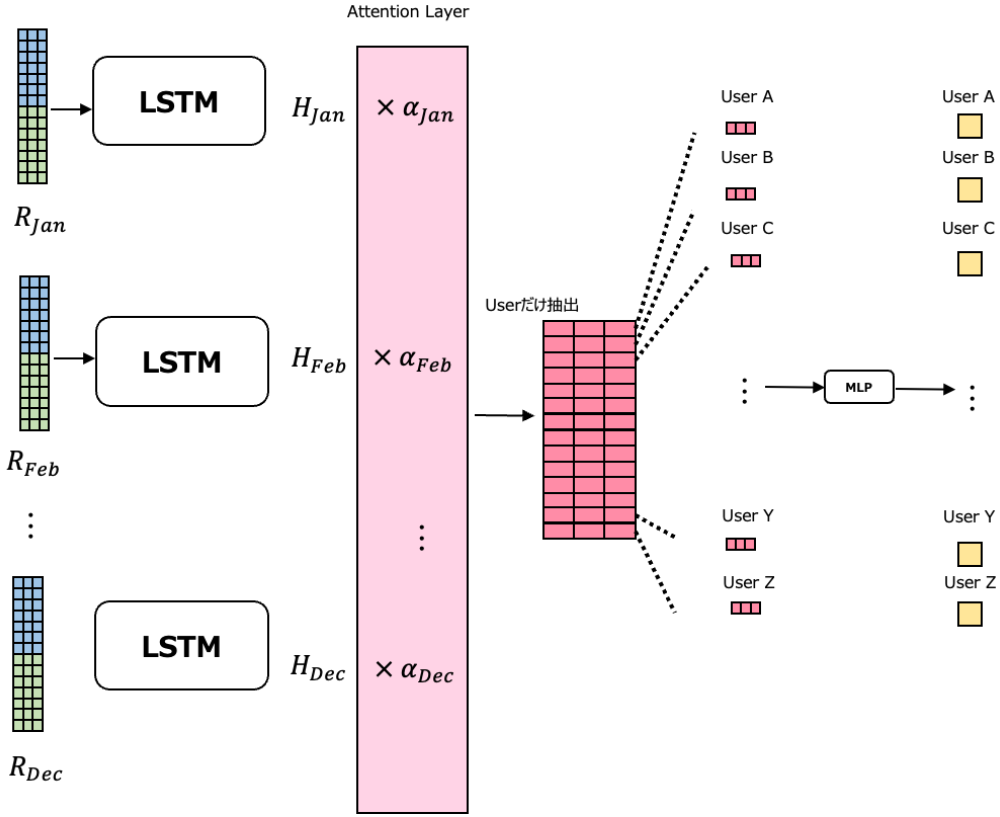 Attention Layer
LSTM
H_Jan
× α_Jan
R_Jan
LSTM
H_Feb
× α_Feb
R_Feb
⋮
⋮
LSTM
H_Dec
× α_Dec
R_Dec
Userだけ抽出
User A
User A
User B
User B
User C
User C
⋮
MLP
⋮
User Y
User Y
User Z
User Z